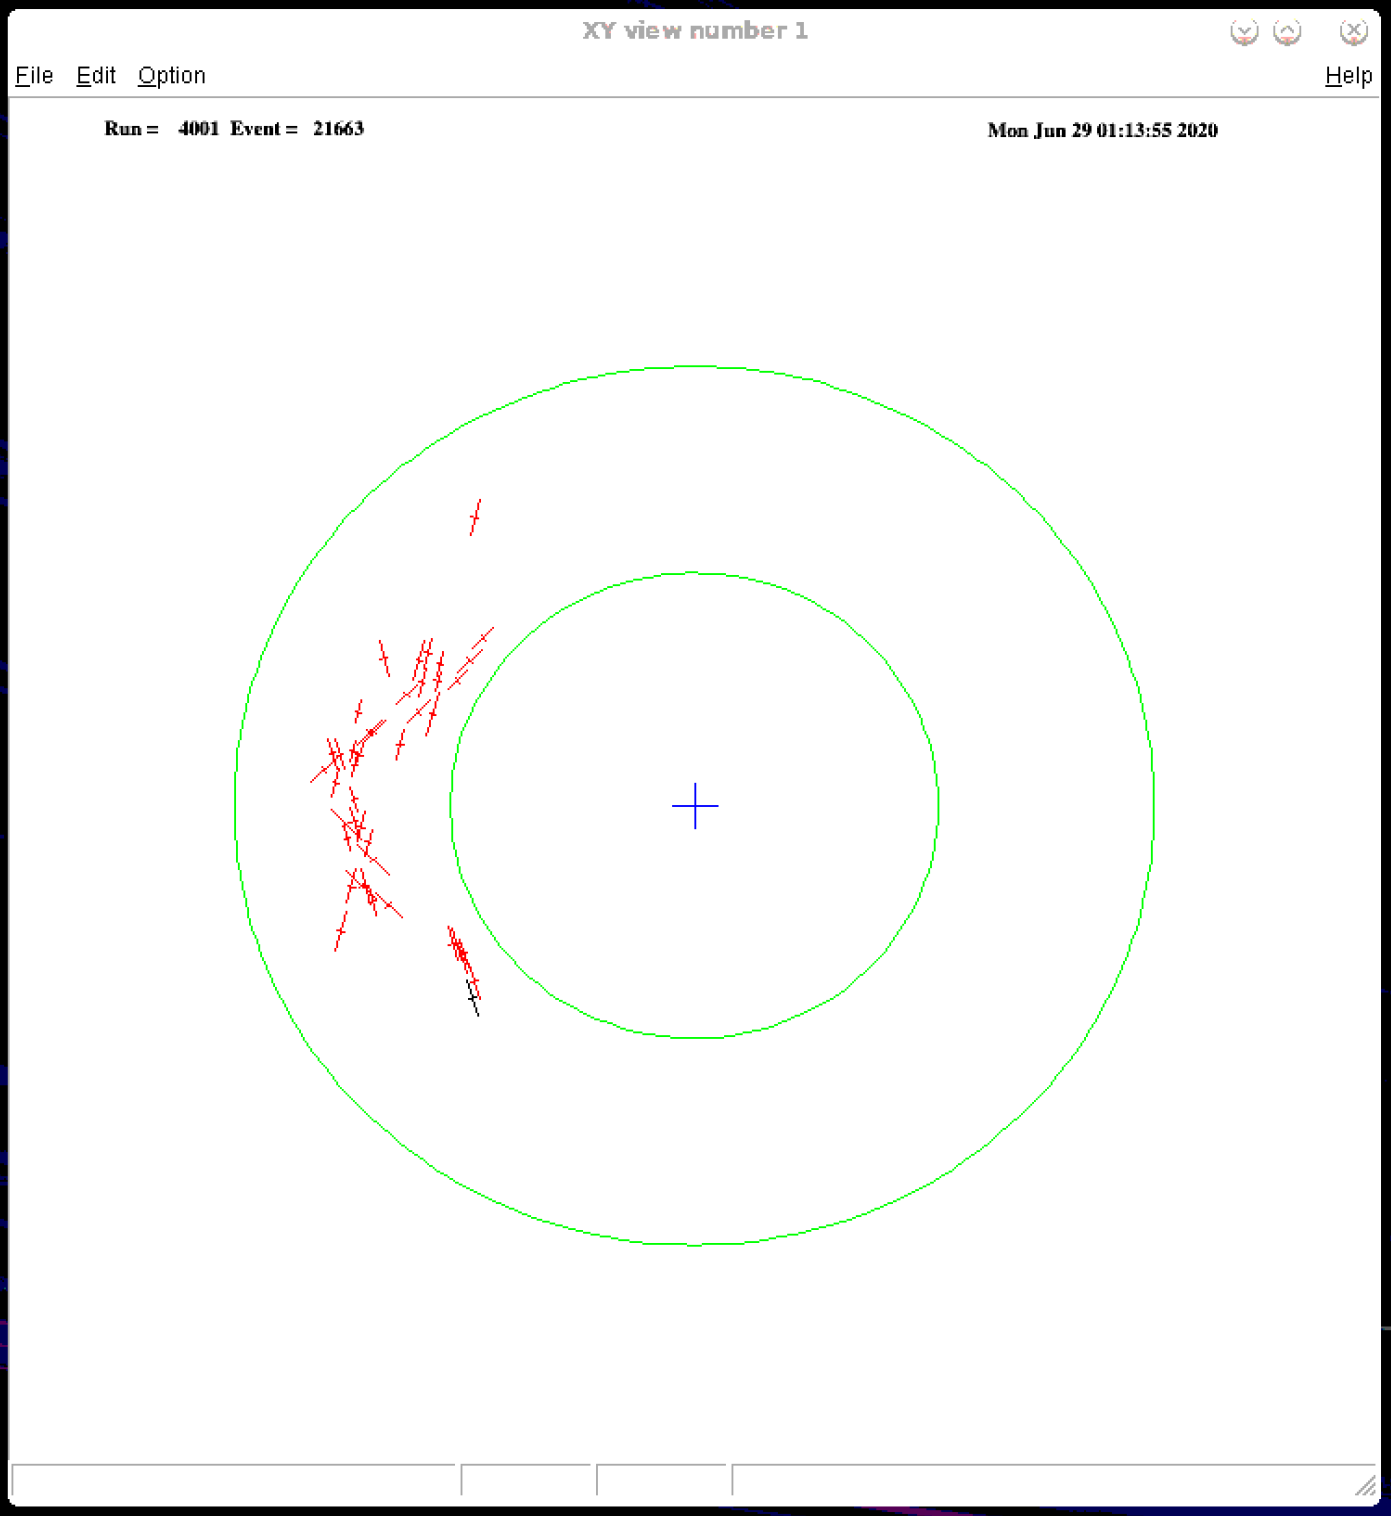 XY view number 1
File Edit Option Help
Run = 4001 Event = 21663
Mon Jun 29 01:13:55 2020